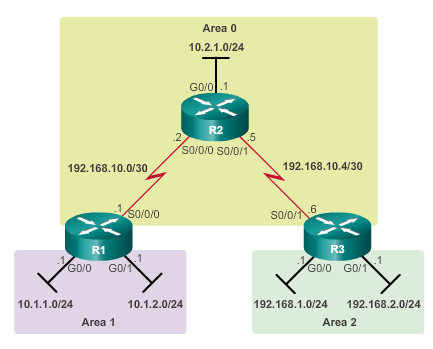 Area 0
10.2.1.0/24
G0/0 .1
R2
.2 .5
S0/0/0 S0/0/1
192.168.10.0/30
192.168.10.4/30
.1 S0/0/0
S0/0/1 .6
R1
R3
.1 .1
G0/0 G0/1
.1 .1
G0/0 G0/1
10.1.1.0/24
10.1.2.0/24
192.168.1.0/24
192.168.2.0/24
Area 1
Area 2